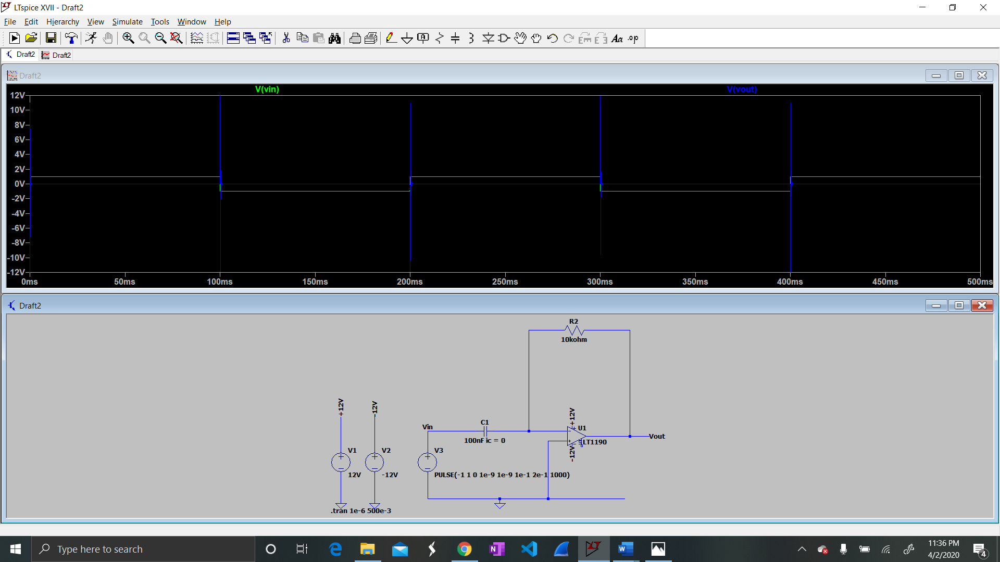 LTspice XVII - Draft2
File Edit Hierarchy View Simulate Tools Window Help
Draft2 Draft2
Draft2
V(vin) V(vout)
12V
10V
8V
6V
4V
2V
0V
-2V
-4V
-6V
-8V
-10V
-12V
0ms 50ms 100ms 150ms 200ms 250ms 300ms 350ms 400ms 450ms 500ms
Draft2
R2
10kohm
+12V
-12V
Vin
C1
100nF ic = 0
+12V
U1
LT1190
-12V
Vout
V1
12V
V2
-12V
V3
PULSE(-1 1 0 1e-9 1e-9 1e-1 2e-1 1000)
.tran 1e-6 500e-3
Type here to search
11:36 PM
4/2/2020
4